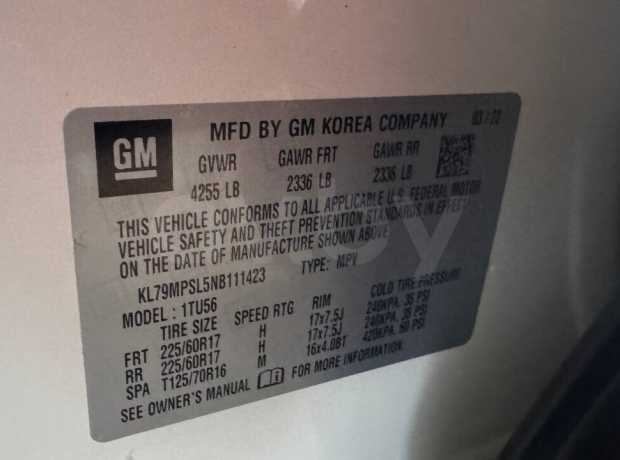 GM
MFD BY GM KOREA COMPANY 03/22
GVWR GAWR FRT GAWR RR
4255 LB 2336 LB 2336 LB
THIS VEHICLE CONFORMS TO ALL APPLICABLE U.S. FEDERAL MOTOR
VEHICLE SAFETY AND THEFT PREVENTION STANDARDS IN EFFECT
ON THE DATE OF MANUFACTURE SHOWN ABOVE.
KL79MPSL5NB111423 TYPE: MPV
MODEL: 1TU56
TIRE SIZE SPEED RTG RIM COLD TIRE PRESSURE
FRT 225/60R17 H 17x7.5J 240KPA, 35 PSI
RR 225/60R17 H 17x7.5J 240KPA, 35 PSI
SPA T125/70R16 M 16x4.0BT 420KPA, 60 PSI
SEE OWNER'S MANUAL FOR MORE INFORMATION.